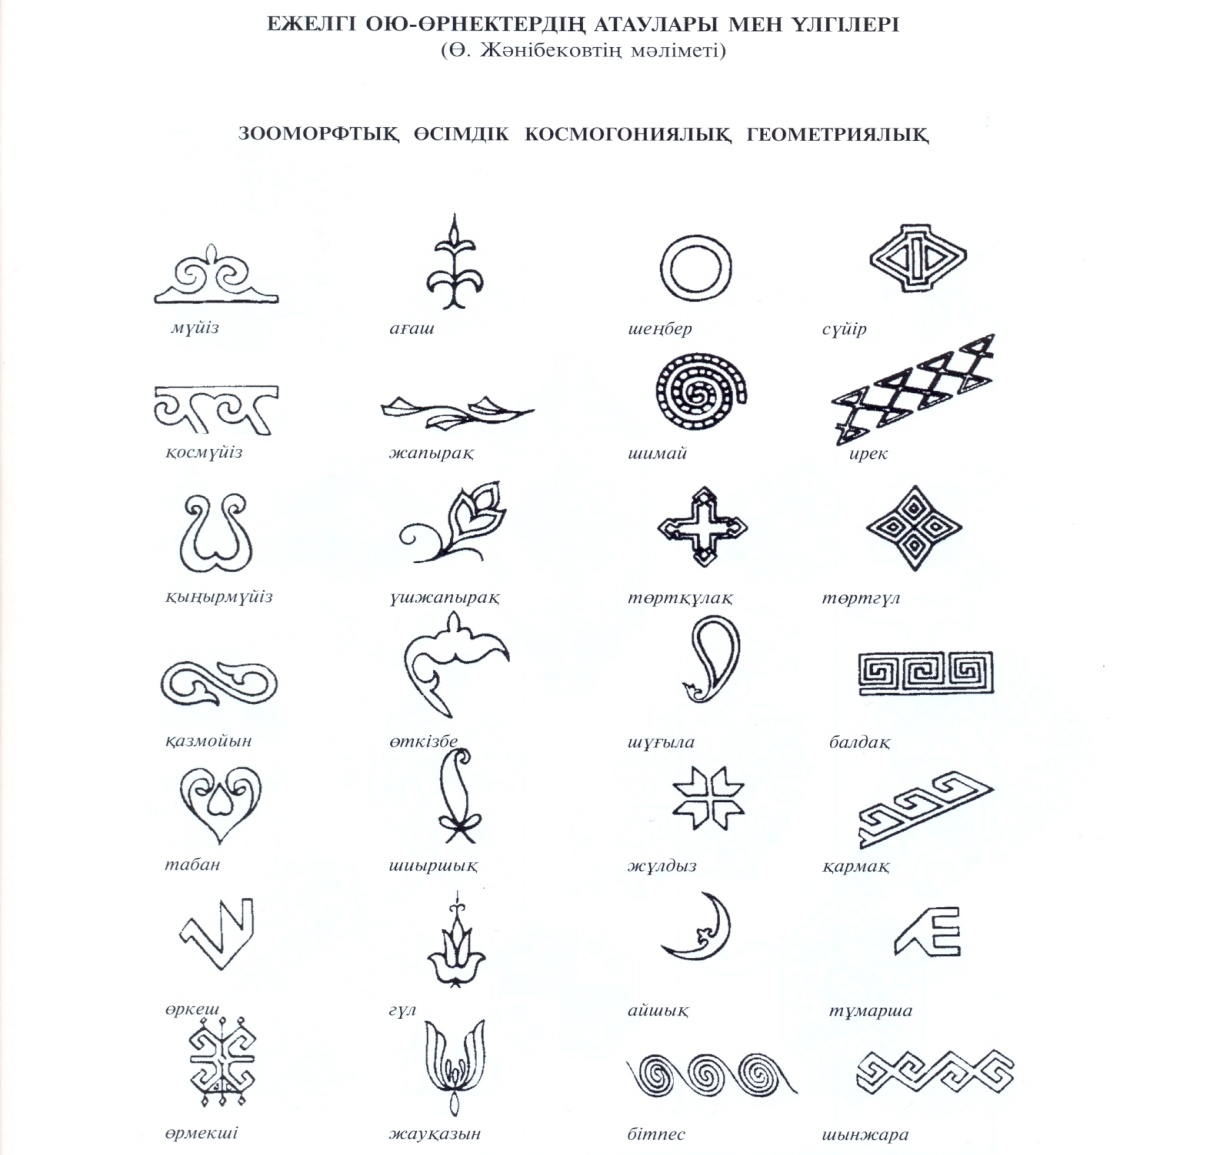 ЕЖЕЛГІ ОЮ-ӨРНЕКТЕРДІҢ АТАУЛАРЫ МЕН ҮЛГІЛЕРІ
(Ө. Жәнібековтің мәліметі)
ЗООМОРФТЫҚ ӨСІМДІК КОСМОГОНИЯЛЫҚ ГЕОМЕТРИЯЛЫҚ
мүйіз ағаш шеңбер сүйір
қосмүйіз жапырақ шимай ирек
қыңырмүйіз үшжапырақ төртқұлақ төртгүл
қазмойын өткізбе шұғыла балдақ
табан шиыршық жұлдыз қармақ
өркеш гүл айшық тұмарша
өрмекші жауқазын бітпес шынжара